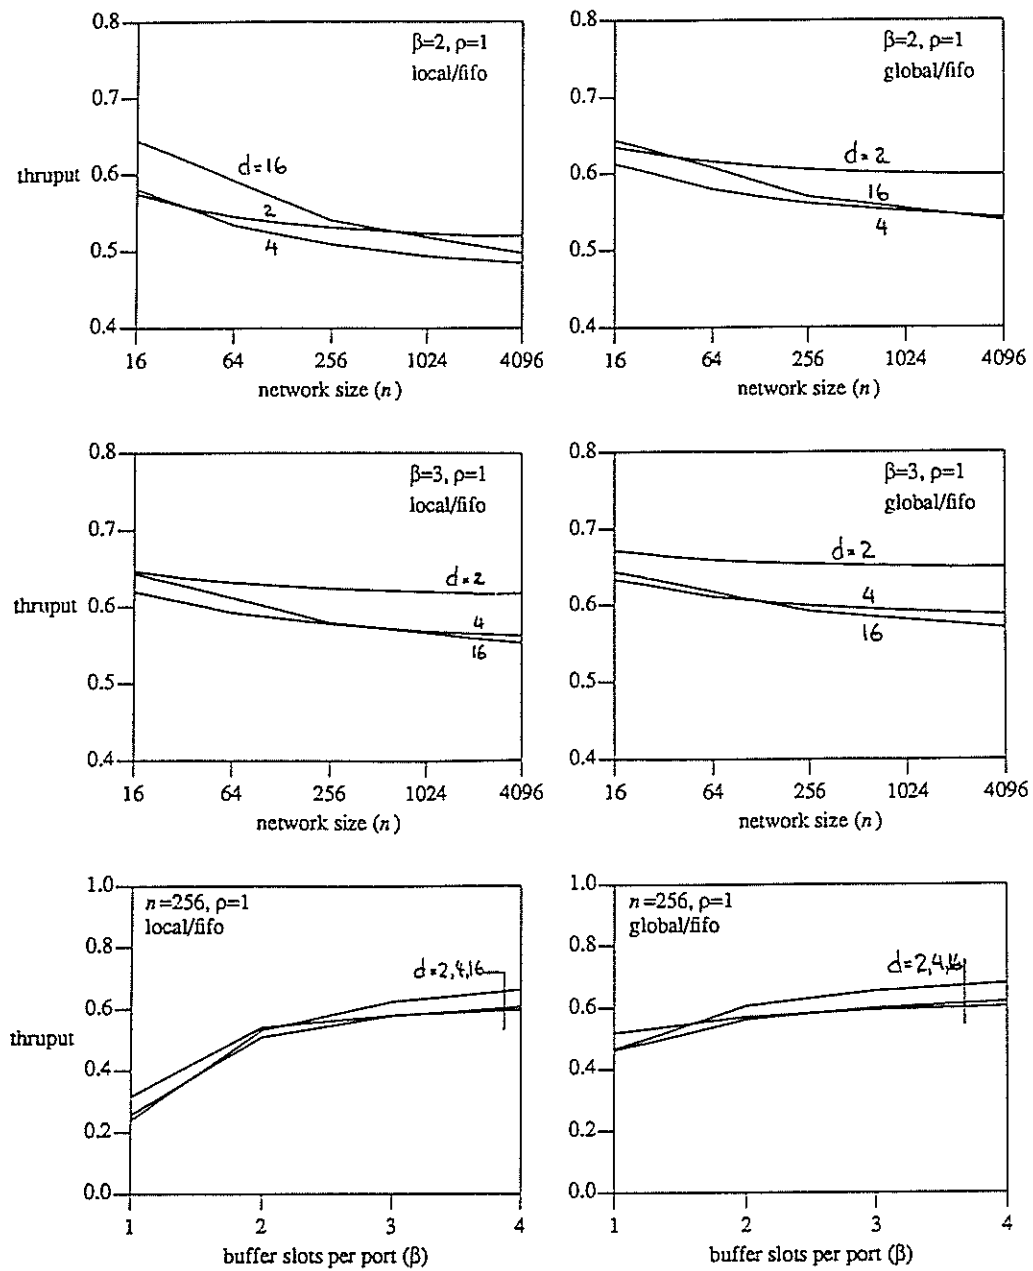 0.8
β=2, ρ=1
local/fifo
0.7
d=16
thruput
0.6
2
0.5
4
0.4
16 64 256 1024 4096
network size (n)
0.8
β=2, ρ=1
global/fifo
0.7
d=2
0.6
16
4
0.5
0.4
16 64 256 1024 4096
network size (n)
0.8
β=3, ρ=1
local/fifo
0.7
d=2
thruput
0.6
4
16
0.5
0.4
16 64 256 1024 4096
network size (n)
0.8
β=3, ρ=1
global/fifo
0.7
d=2
0.6
4
16
0.5
0.4
16 64 256 1024 4096
network size (n)
1.0
n=256, ρ=1
local/fifo
0.8
d=2,4,16
0.6
thruput
0.4
0.2
0.0
1 2 3 4
buffer slots per port (β)
1.0
n=256, ρ=1
global/fifo
0.8
d=2,4,16
0.6
0.4
0.2
0.0
1 2 3 4
buffer slots per port (β)